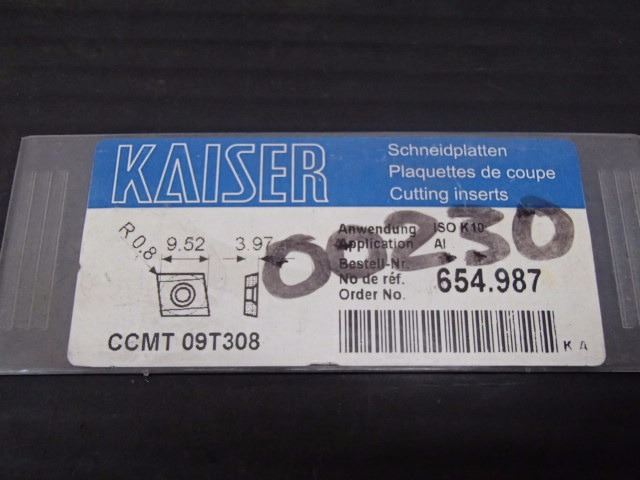 KAISER
Schneidplatten
Plaquettes de coupe
Cutting inserts
R 0.8
9.52
3.97
Anwendung ISO K10
Application Al
Bestell-Nr.
No de réf. 654.987
Order No.
CCMT 09T308
K A